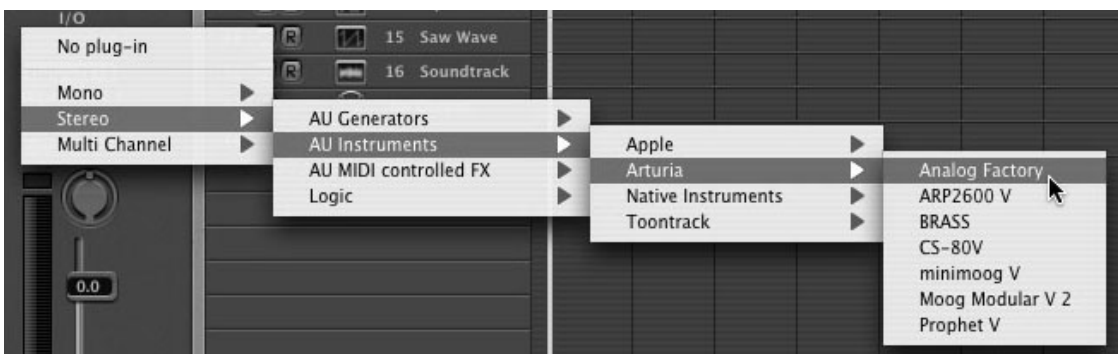 I/O
No plug-in
Mono
Stereo
Multi Channel
0.0
R 15 Saw Wave
R 16 Soundtrack
AU Generators
AU Instruments
AU MIDI controlled FX
Logic
Apple
Arturia
Native Instruments
Toontrack
Analog Factory
ARP2600 V
BRASS
CS-80V
minimoog V
Moog Modular V 2
Prophet V